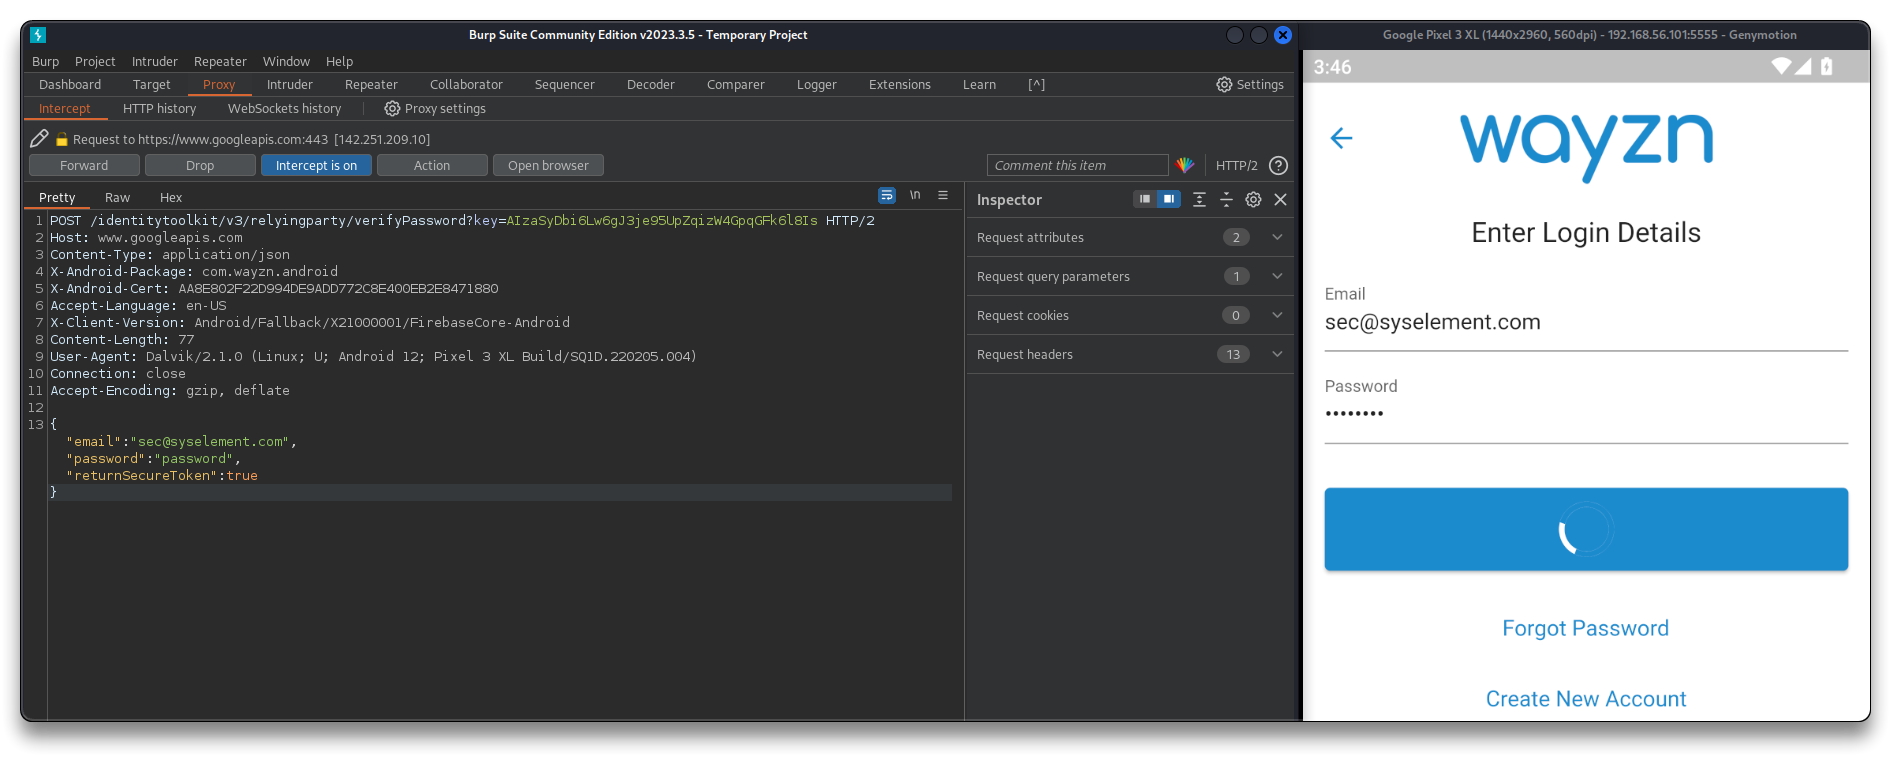 Burp Suite Community Edition v2023.3.5 - Temporary Project
Burp Project Intruder Repeater Window Help
Dashboard Target Proxy Intruder Repeater Collaborator Sequencer Decoder Comparer Logger Extensions Learn [^] Settings
Intercept HTTP history WebSockets history Proxy settings
Request to https://www.googleapis.com:443 [142.251.209.10]
Forward Drop Intercept is on Action Open browser Comment this item HTTP/2 ?
Pretty Raw Hex \n
1 POST /identitytoolkit/v3/relyingparty/verifyPassword?key=AIzaSyDbi6Lw6gJ3je95UpZqizW4GpqGFk6l8Is HTTP/2
2 Host: www.googleapis.com
3 Content-Type: application/json
4 X-Android-Package: com.wayzn.android
5 X-Android-Cert: AA8E802F22D994DE9ADD772C8E400EB2E8471880
6 Accept-Language: en-US
7 X-Client-Version: Android/Fallback/X21000001/FirebaseCore-Android
8 Content-Length: 77
9 User-Agent: Dalvik/2.1.0 (Linux; U; Android 12; Pixel 3 XL Build/SQ1D.220205.004)
10 Connection: close
11 Accept-Encoding: gzip, deflate
12
13 {
"email":"sec@syselement.com",
"password":"password",
"returnSecureToken":true
}
Inspector
Request attributes 2
Request query parameters 1
Request cookies 0
Request headers 13
Google Pixel 3 XL (1440x2960, 560dpi) - 192.168.56.101:5555 - Genymotion
3:46
wayzn
Enter Login Details
Email
sec@syselement.com
Password
••••••••
Forgot Password
Create New Account